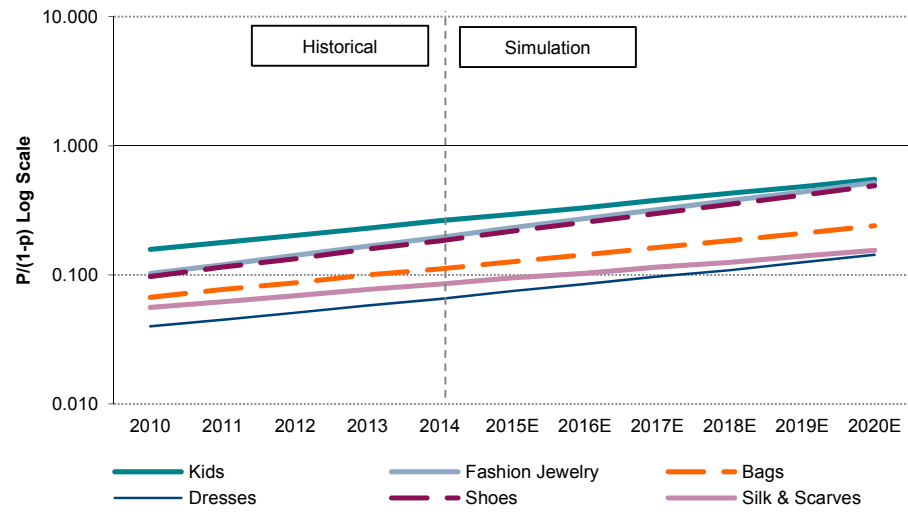 10.000
Historical
Simulation
1.000
0.100
0.010
P/(1-p) Log Scale
2010 2011 2012 2013 2014 2015E 2016E 2017E 2018E 2019E 2020E
Kids Fashion Jewelry Bags
Dresses Shoes Silk & Scarves